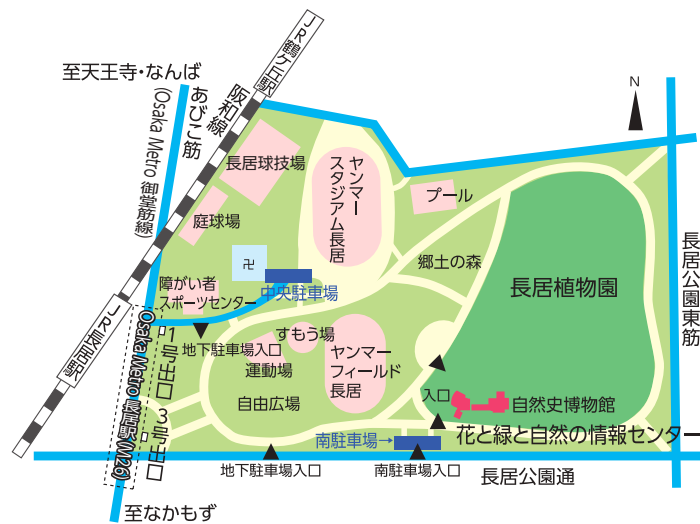 JR鶴ケ丘駅
至天王寺・なんば
阪和線
あびこ筋
(Osaka Metro 御堂筋線)
N
長居球技場
ヤンマー
スタジアム長居
プール
庭球場
卍
郷土の森
長居植物園
長居公園東筋
障がい者
スポーツセンター
中央駐車場
JR長居駅
Osaka Metro 長居駅(M26)
1号出口
地下駐車場入口
すもう場
運動場
ヤンマー
フィールド
長居
自由広場
3号出口
入口
自然史博物館
花と緑と自然の情報センター
南駐車場→
地下駐車場入口
南駐車場入口
長居公園通
至なかもず